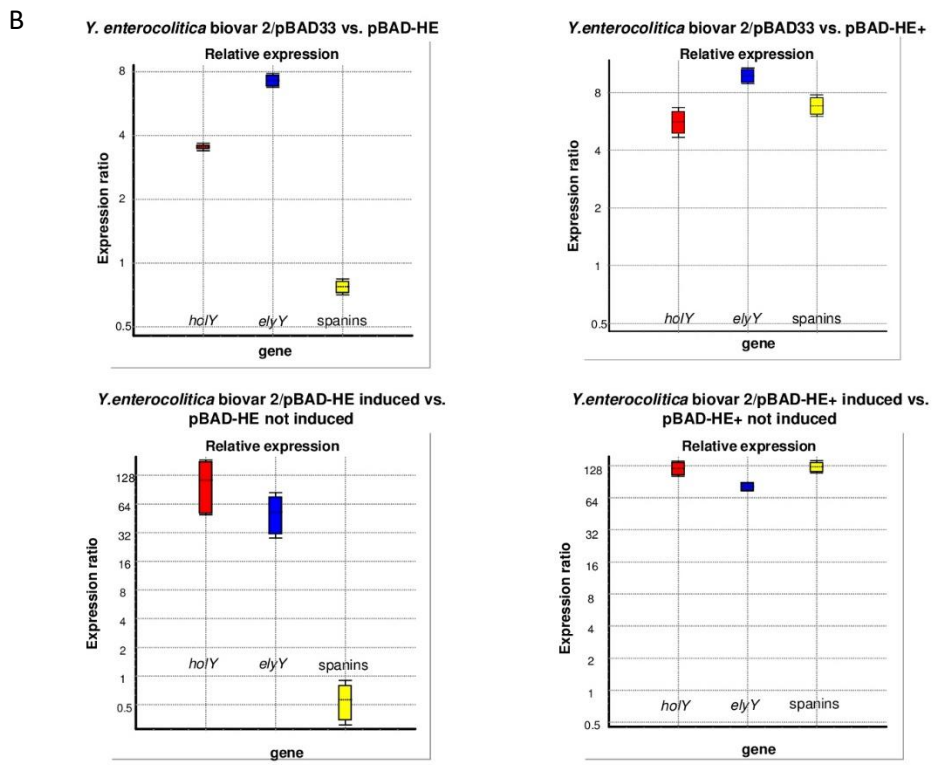 B
Y. enterocolitica biovar 2/pBAD33 vs. pBAD-HE
Relative expression
8
4
2
1
0.5
Expression ratio
holY elyY spanins
gene
Y. enterocolitica biovar 2/pBAD33 vs. pBAD-HE+
Relative expression
8
4
2
1
0.5
Expression ratio
holY elyY spanins
gene
Y.enterocolitica biovar 2/pBAD-HE induced vs.
pBAD-HE not induced
Relative expression
128
64
32
16
8
4
2
1
0.5
Expression ratio
holY elyY spanins
gene
Y.enterocolitica biovar 2/pBAD-HE+ induced vs.
pBAD-HE+ not induced
Relative expression
128
64
32
16
8
4
2
1
0.5
Expression ratio
holY elyY spanins
gene